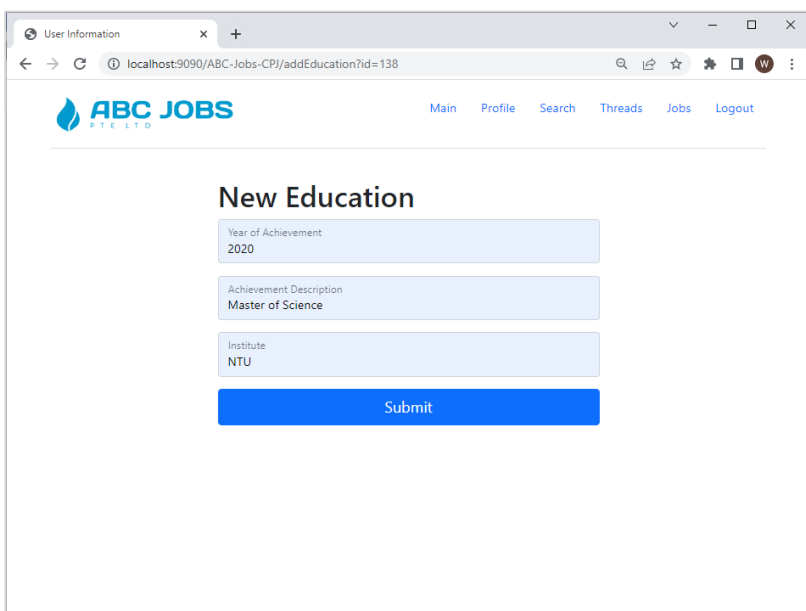 User Information
localhost:9090/ABC-Jobs-CPJ/addEducation?id=138
W
ABC JOBS
PTE LTD
Main Profile Search Threads Jobs Logout
New Education
Year of Achievement
2020
Achievement Description
Master of Science
Institute
NTU
Submit